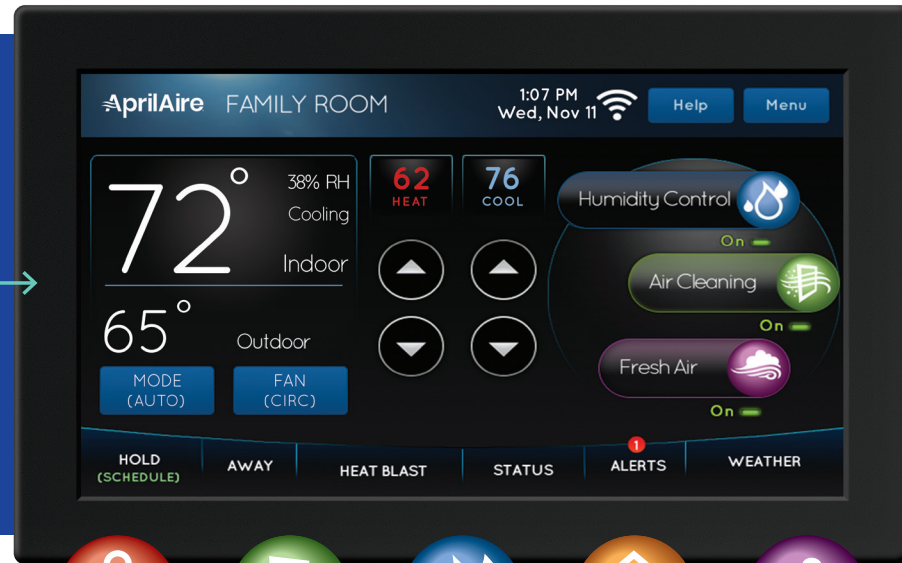 AprilAire FAMILY ROOM
1:07 PM
Wed, Nov 11
Help
Menu
72°
38% RH
Cooling
Indoor
65°
Outdoor
MODE
(AUTO)
FAN
(CIRC)
62
HEAT
76
COOL
Humidity Control
On
Air Cleaning
On
Fresh Air
On
HOLD
(SCHEDULE)
AWAY
HEAT BLAST
STATUS
1
ALERTS
WEATHER